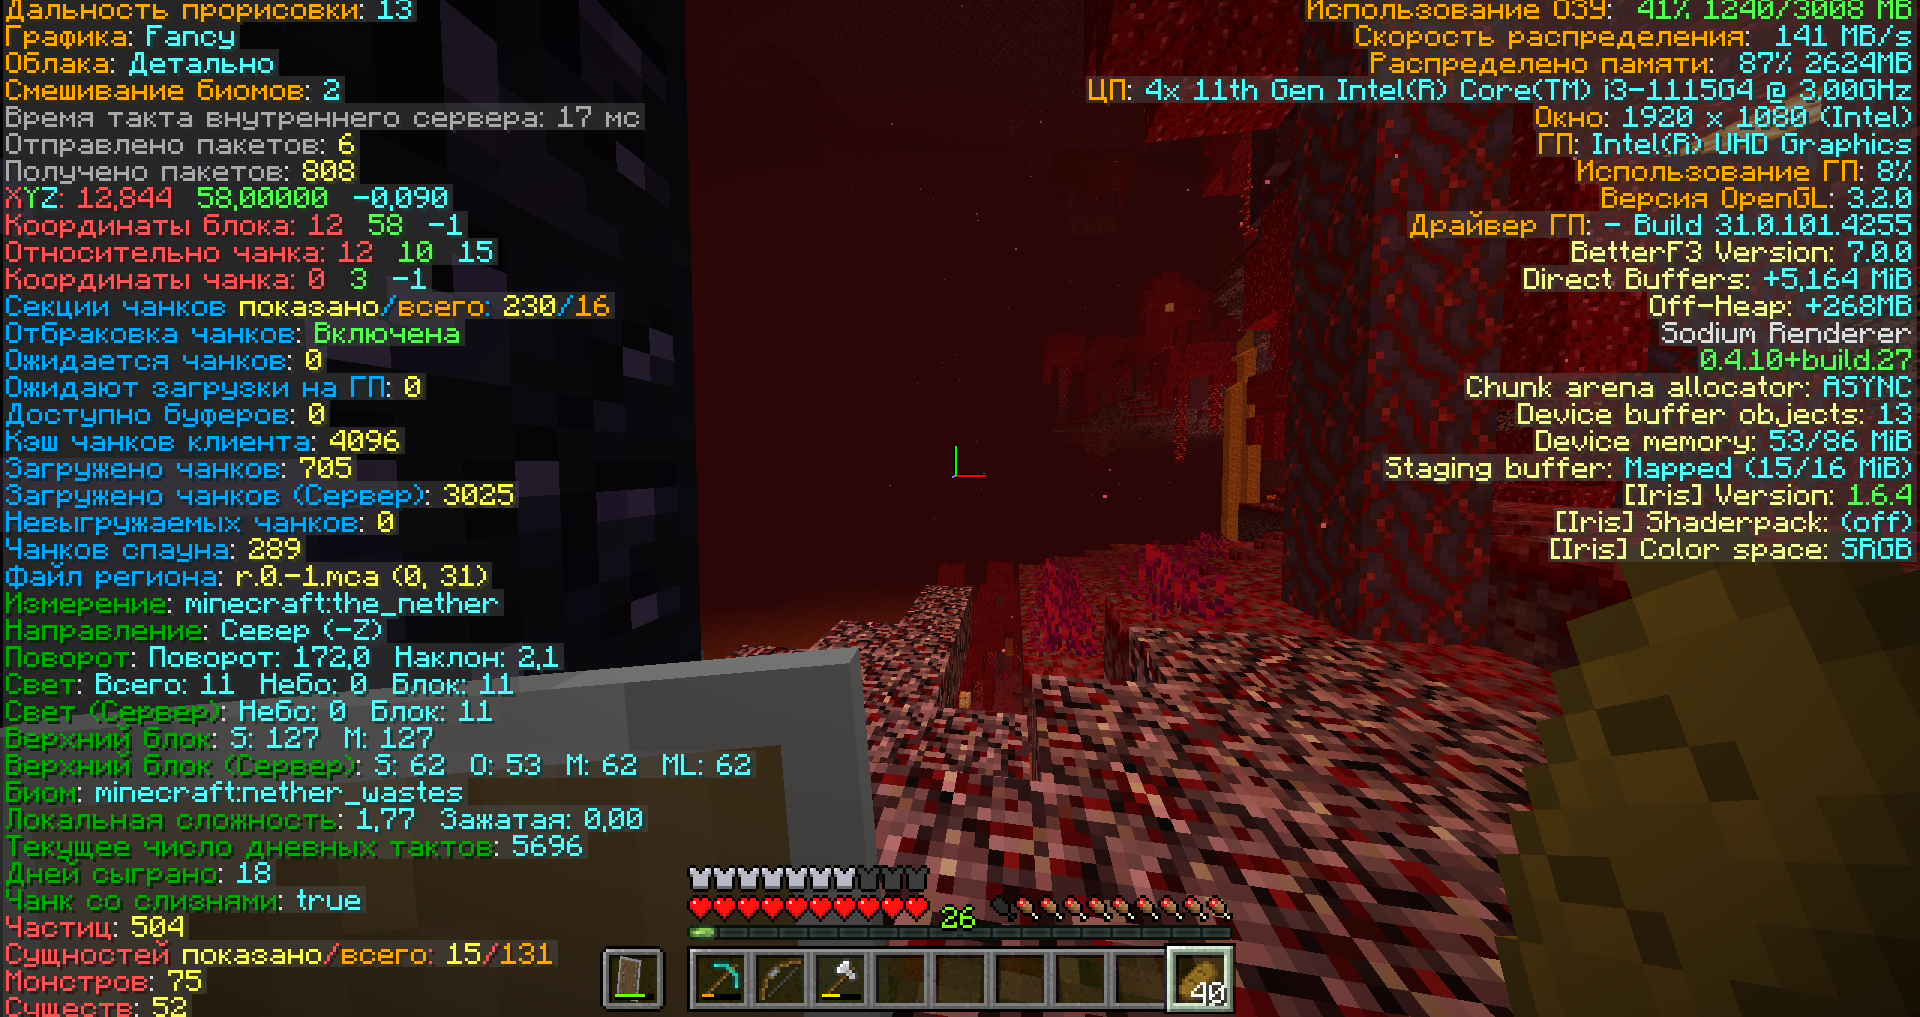 Дальность прорисовки: 13
Графика: Fancy
Облака: Детально
Смешивание биомов: 2
Время такта внутреннего сервера: 17 мс
Отправлено пакетов: 6
Получено пакетов: 808
XYZ: 12,844 58,00000 -0,090
Координаты блока: 12 58 -1
Относительно чанка: 12 10 15
Координаты чанка: 0 3 -1
Секции чанков показано/всего: 230/16
Отбраковка чанков: Включена
Ожидается чанков: 0
Ожидают загрузки на ГП: 0
Доступно буферов: 0
Кэш чанков клиента: 4096
Загружено чанков: 705
Загружено чанков (Сервер): 3025
Невыгружаемых чанков: 0
Чанков спауна: 289
Файл региона: r.0.-1.mca (0, 31)
Измерение: minecraft:the_nether
Направление: Север (-Z)
Поворот: Поворот: 172,0 Наклон: 2,1
Свет: Всего: 11 Небо: 0 Блок: 11
Свет (Сервер): Небо: 0 Блок: 11
Верхний блок: S: 127 M: 127
Верхний блок (Сервер): S: 62 O: 53 M: 62 ML: 62
Биом: minecraft:nether_wastes
Локальная сложность: 1,77 Зажатая: 0,00
Текущее число дневных тактов: 5696
Дней сыграно: 18
Чанк со слизнями: true
Частиц: 504
Сущностей показано/всего: 15/131
Монстров: 75
Существ: 52
Использование ОЗУ: 41% 1240/3008 MB
Скорость распределения: 141 MB/s
Распределено памяти: 87% 2624MB
ЦП: 4x 11th Gen Intel(R) Core(TM) i3-1115G4 @ 3.00GHz
Окно: 1920 x 1080 (Intel)
ГП: Intel(R) UHD Graphics
Использование ГП: 8%
Версия OpenGL: 3.2.0
Драйвер ГП: - Build 31.0.101.4255
BetterF3 Version: 7.0.0
Direct Buffers: +5,164 MiB
Off-Heap: +268MB
Sodium Renderer
0.4.10+build.27
Chunk arena allocator: ASYNC
Device buffer objects: 13
Device memory: 53/86 MiB
Staging buffer: Mapped (15/16 MiB)
[Iris] Version: 1.6.4
[Iris] Shaderpack: (off)
[Iris] Color space: SRGB
26
40